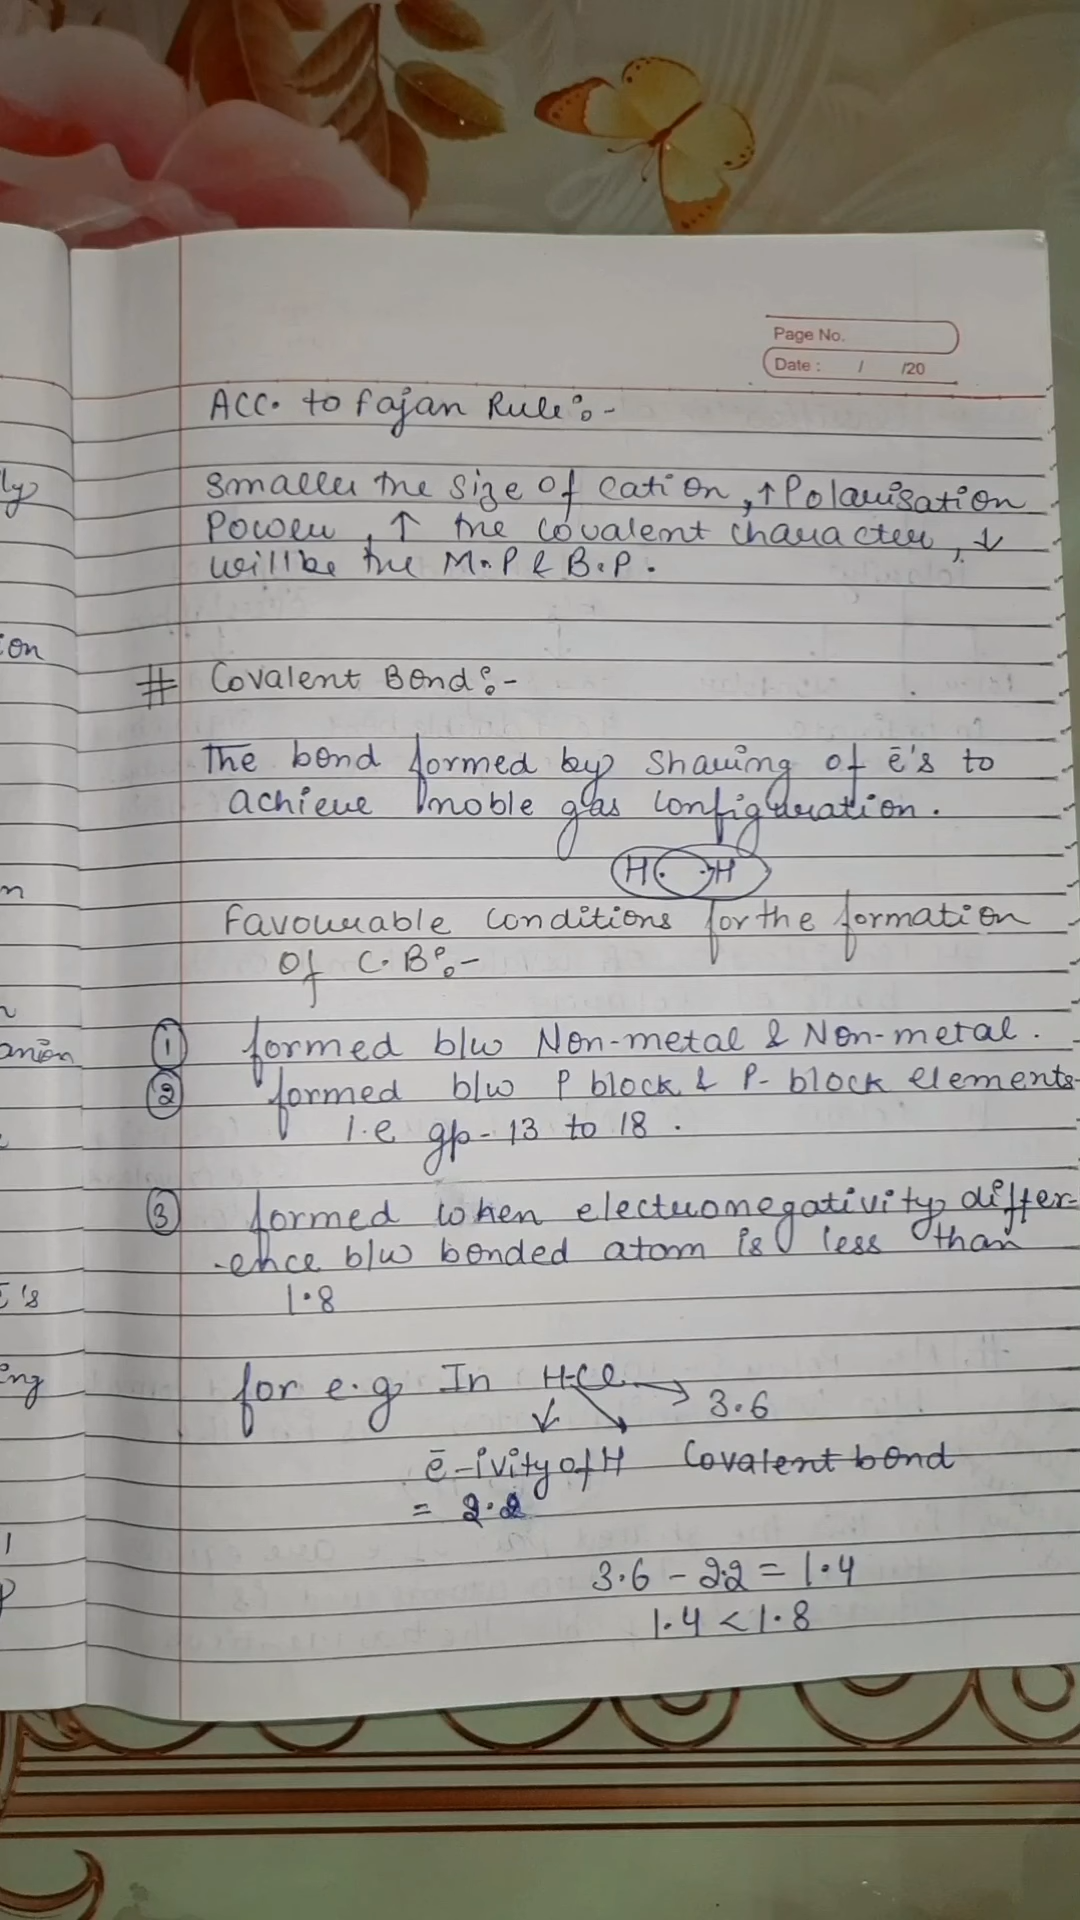 Page No.
Date : / /20
Acc. to fajan Rule:-
Smaller the size of cation, ↑ Polarisation
Power, ↑ the covalent character, ↓
will be the M.P & B.P.
# Covalent Bond:-
The bond formed by sharing of ē's to
achieve noble gas configuration.
H . . H
Favourable conditions for the formation
of C.B:-
① formed b/w Non-metal & Non-metal.
② formed b/w P block & P-block elements
I.e gp-13 to 18.
③ formed when electronegativity differ-
-ence b/w bonded atom is less than
1.8
for e.g In H-Cl → 3.6
ē-ivity of H Covalent bond
= 2.2
3.6 - 2.2 = 1.4
1.4 < 1.8
ly
ion
n
anion
ē's
ing